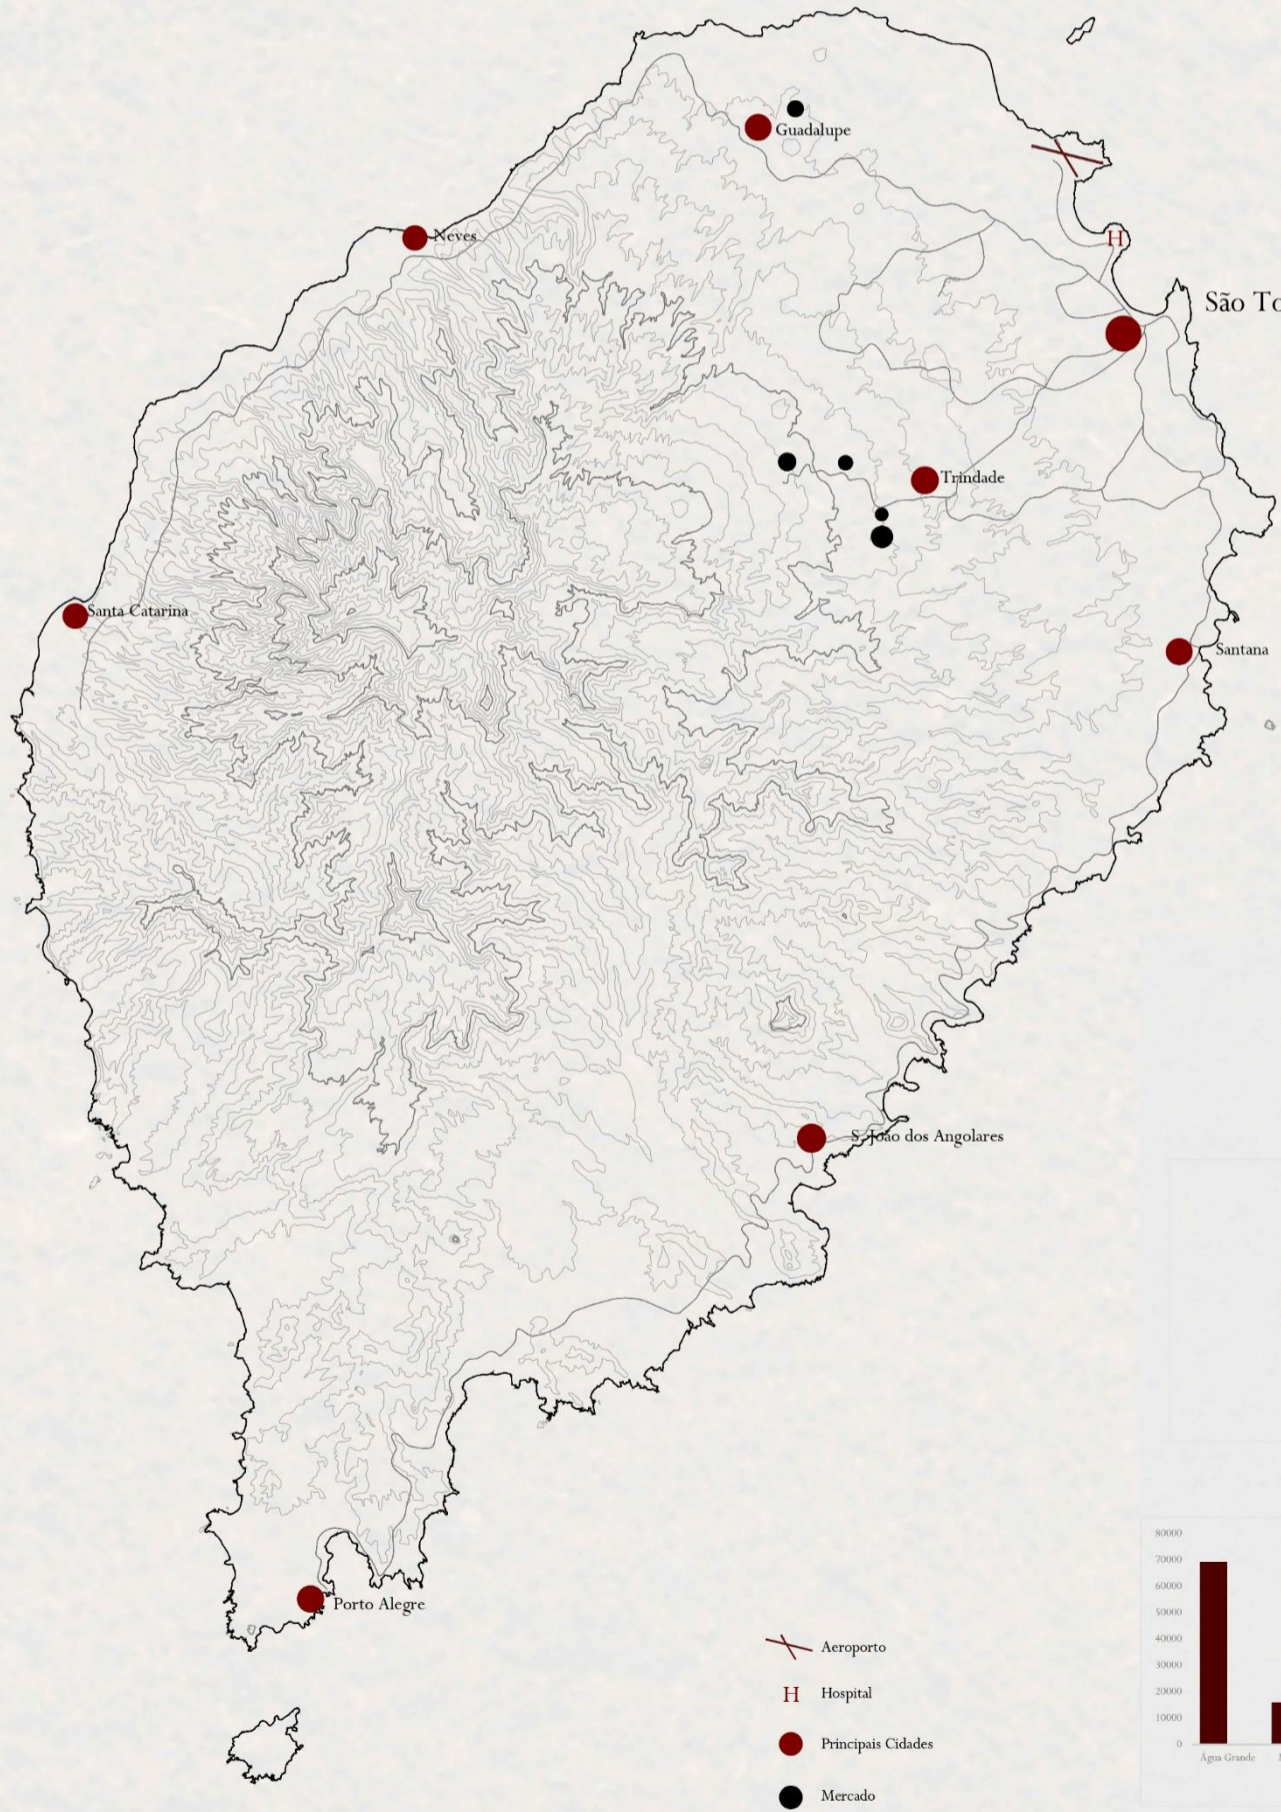 Guadalupe
Neves
São To
Trindade
Santa Catarina
Santana
S. João dos Angolares
Porto Alegre
Aeroporto
H Hospital
Principais Cidades
Mercado
H
80000
70000
60000
50000
40000
30000
20000
10000
0
Água Grande